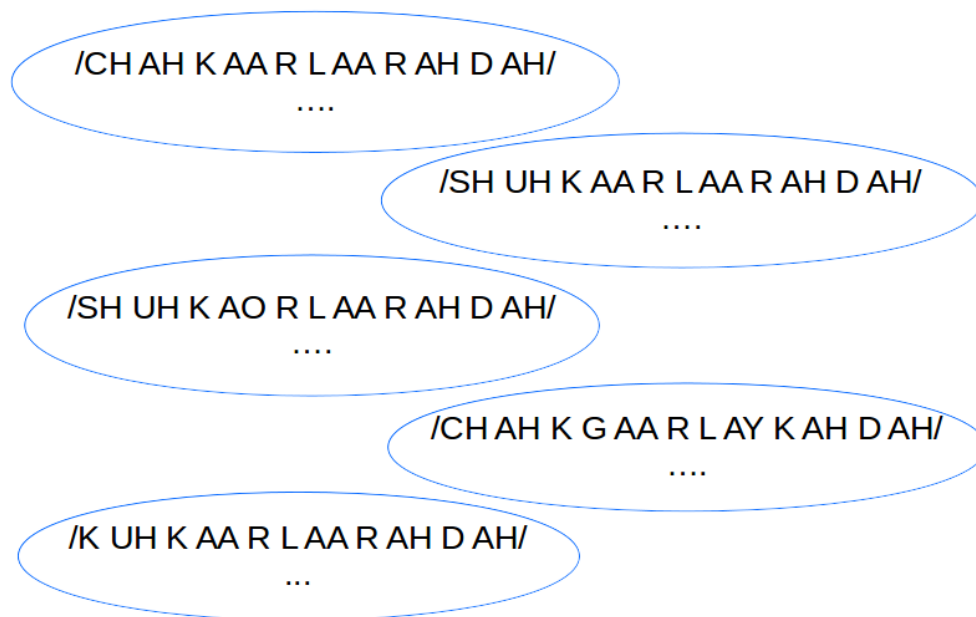 /CH AH K AA R L AA R AH D AH/
....
/SH UH K AA R L AA R AH D AH/
....
/SH UH K AO R L AA R AH D AH/
....
/CH AH K G AA R L AY K AH D AH/
....
/K UH K AA R L AA R AH D AH/
...